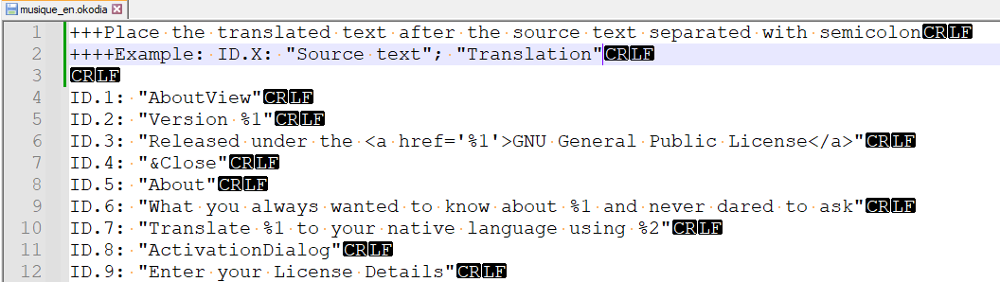 musique_en.okodia
1 +++Place the translated text after the source text separated with semicolonCRLF
2 ++++Example: ID.X: "Source text"; "Translation"CRLF
3 CRLF
4 ID.1: "AboutView"CRLF
5 ID.2: "Version %1"CRLF
6 ID.3: "Released under the <a href='%1'>GNU General Public License</a>"CRLF
7 ID.4: "&Close"CRLF
8 ID.5: "About"CRLF
9 ID.6: "What you always wanted to know about %1 and never dared to ask"CRLF
10 ID.7: "Translate %1 to your native language using %2"CRLF
11 ID.8: "ActivationDialog"CRLF
12 ID.9: "Enter your License Details"CRLF